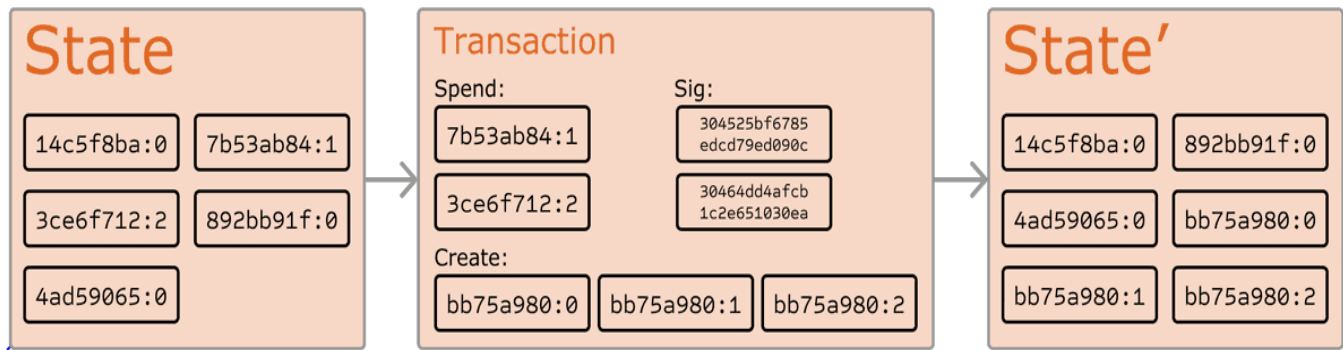 State
14c5f8ba:0 7b53ab84:1
3ce6f712:2 892bb91f:0
4ad59065:0
Transaction
Spend: Sig:
7b53ab84:1
304525bf6785
edcd79ed090c
3ce6f712:2
30464dd4afcb
1c2e651030ea
Create:
bb75a980:0 bb75a980:1 bb75a980:2
State’
14c5f8ba:0 892bb91f:0
4ad59065:0 bb75a980:0
bb75a980:1 bb75a980:2